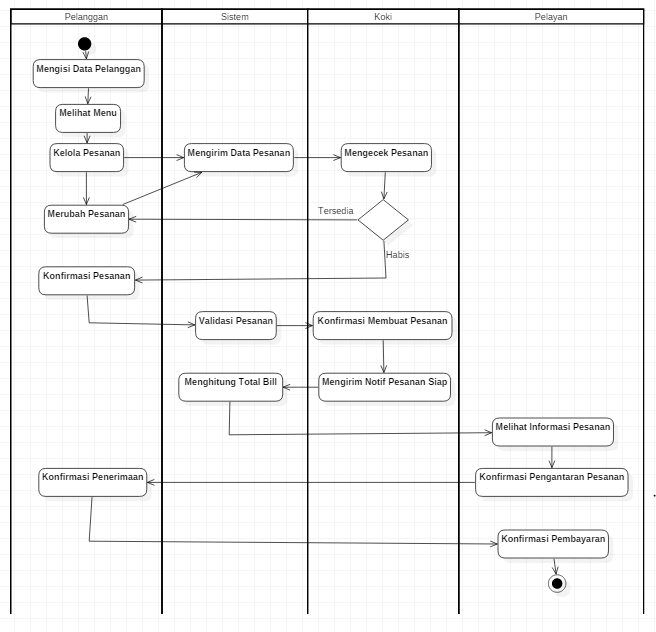 Pelanggan
Sistem
Koki
Pelayan
Mengisi Data Pelanggan
Melihat Menu
Kelola Pesanan
Mengirim Data Pesanan
Mengecek Pesanan
Merubah Pesanan
Tersedia
Habis
Konfirmasi Pesanan
Validasi Pesanan
Konfirmasi Membuat Pesanan
Menghitung Total Bill
Mengirim Notif Pesanan Siap
Melihat Informasi Pesanan
Konfirmasi Penerimaan
Konfirmasi Pengantaran Pesanan
Konfirmasi Pembayaran